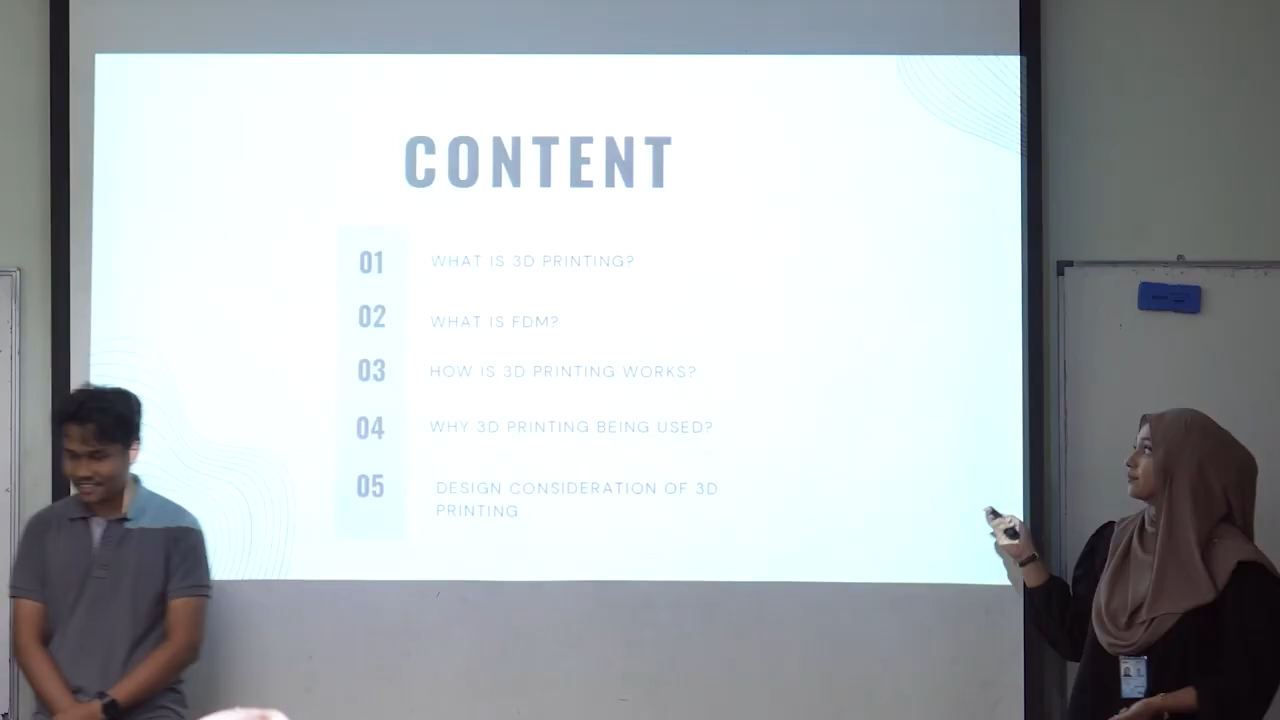 CONTENT
01 WHAT IS 3D PRINTING?
02 WHAT IS FDM?
03 HOW IS 3D PRINTING WORKS?
04 WHY 3D PRINTING BEING USED?
05 DESIGN CONSIDERATION OF 3D
PRINTING